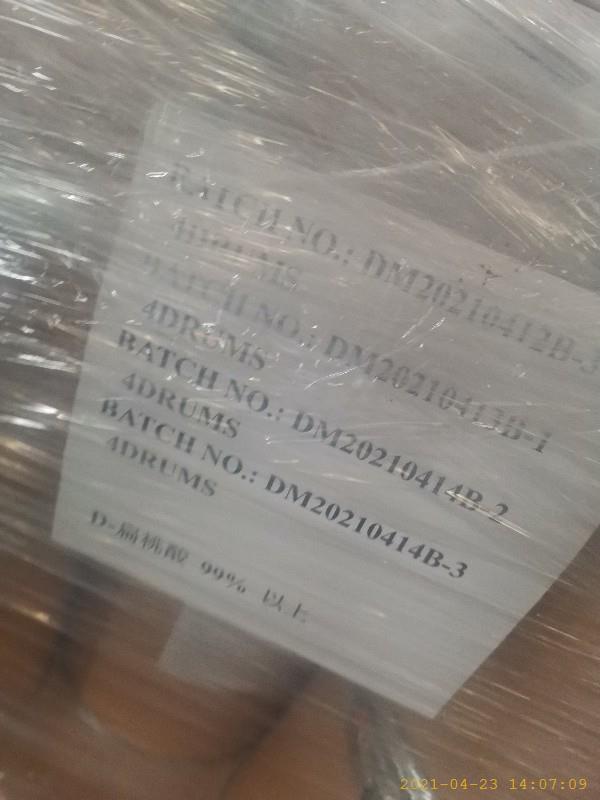 BATCH NO.: DM20210412B-3
4DRUMS
BATCH NO.: DM20210413B-1
4DRUMS
BATCH NO.: DM20210414B-2
4DRUMS
BATCH NO.: DM20210414B-3
4DRUMS
D-扁桃酸 99% 以上
2021-04-23 14:07:09